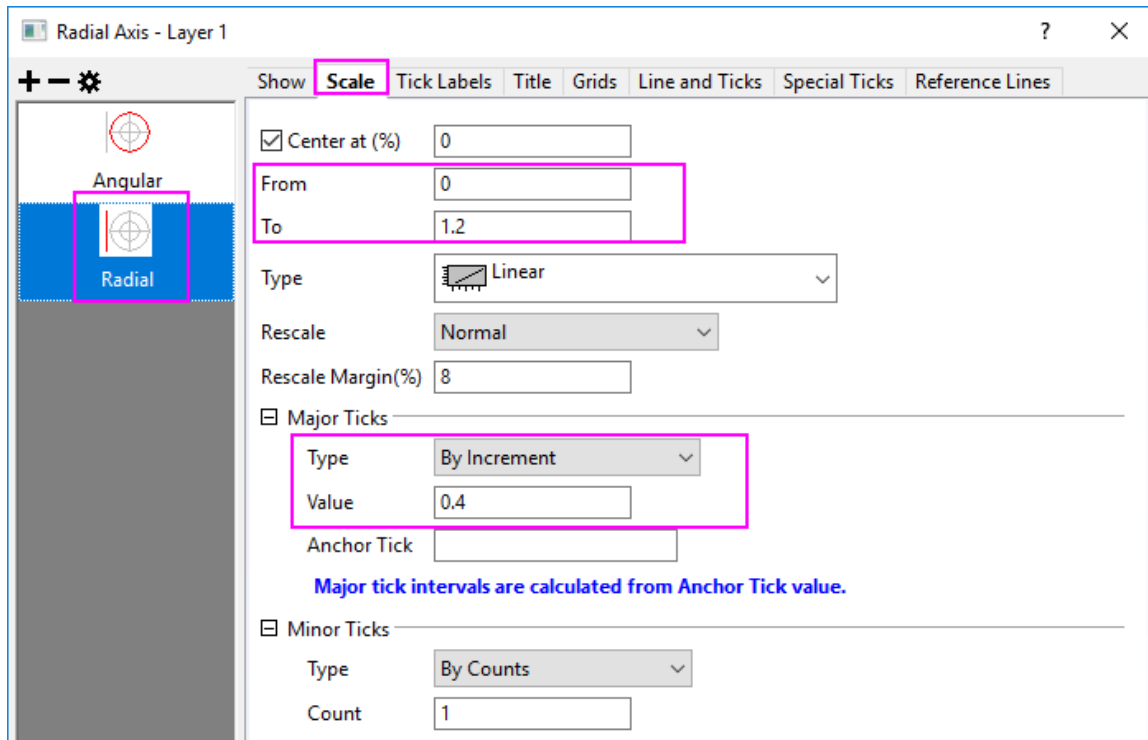 Radial Axis - Layer 1 ?
Show Scale Tick Labels Title Grids Line and Ticks Special Ticks Reference Lines
Angular
Radial
Center at (%) 0
From 0
To 1.2
Type Linear
Rescale Normal
Rescale Margin(%) 8
Major Ticks
Type By Increment
Value 0.4
Anchor Tick
Major tick intervals are calculated from Anchor Tick value.
Minor Ticks
Type By Counts
Count 1